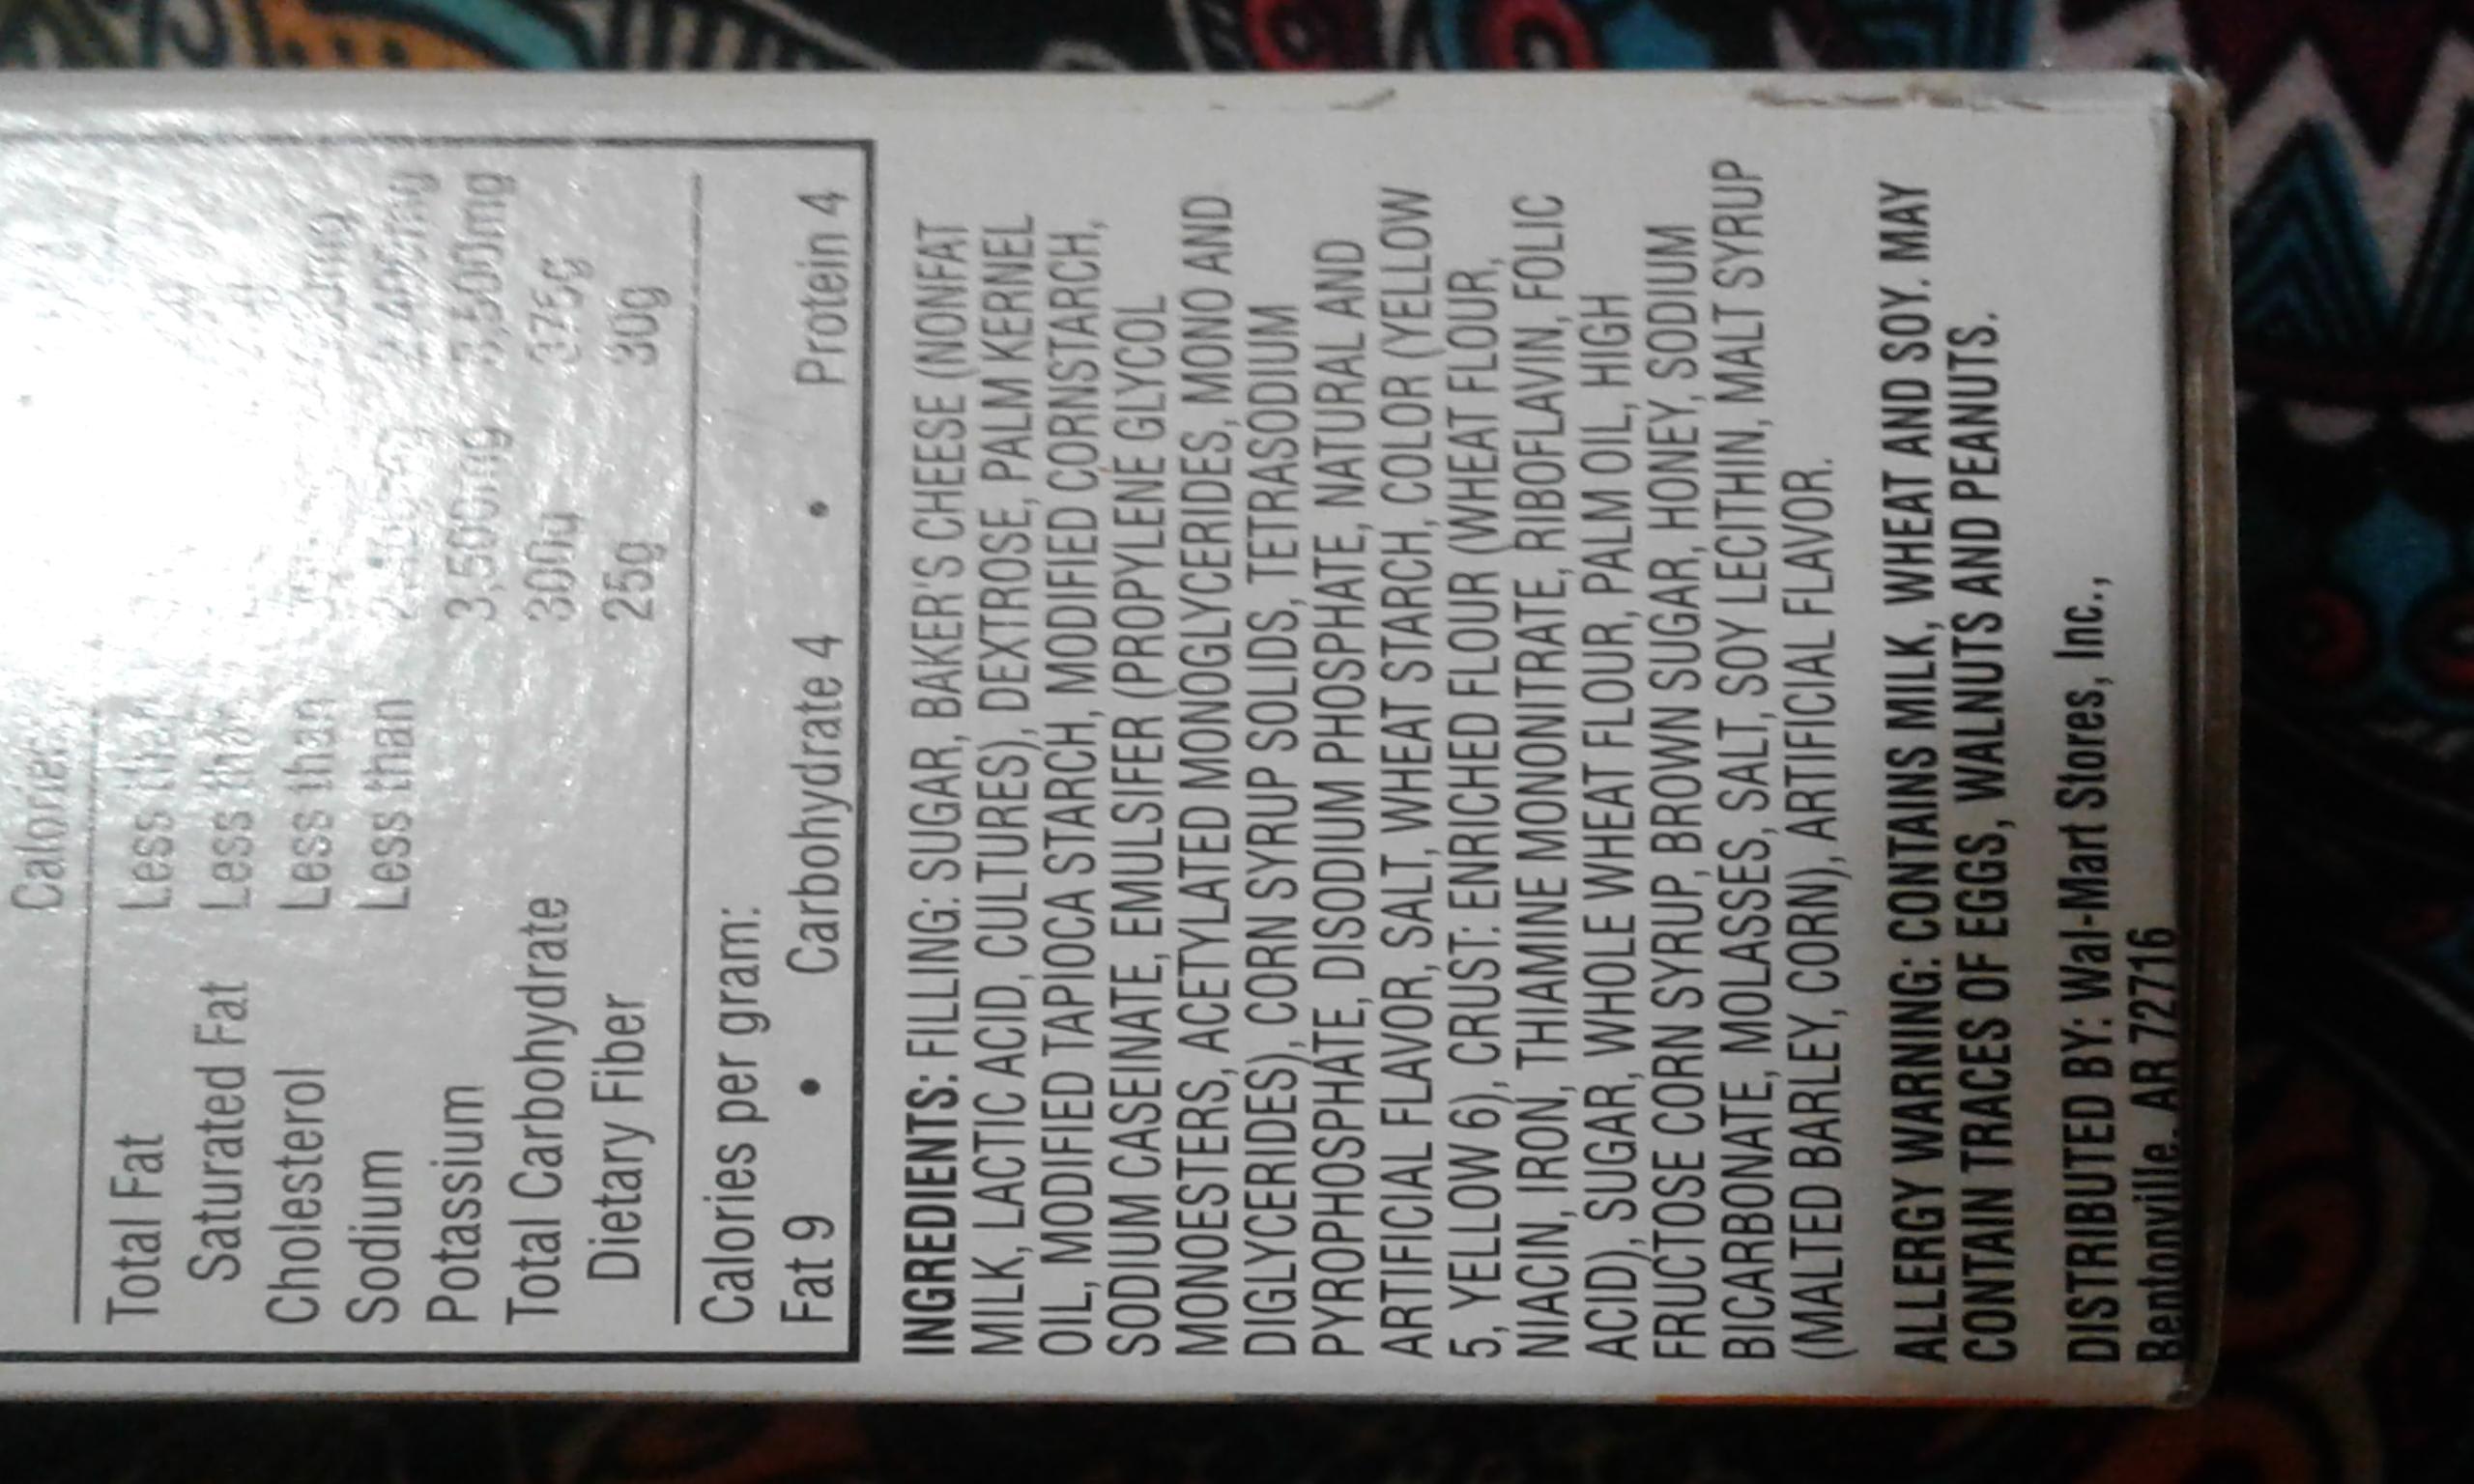 Calories:
Total Fat Less than
Saturated Fat Less than
Cholesterol Less than
Sodium Less than
Potassium 3,500mg 3,500mg
Total Carbohydrate 300g 375g
Dietary Fiber 25g 30g
Calories per gram:
Fat 9 • Carbohydrate 4 • Protein 4
INGREDIENTS: FILLING: SUGAR, BAKER'S CHEESE (NONFAT
MILK, LACTIC ACID, CULTURES), DEXTROSE, PALM KERNEL
OIL, MODIFIED TAPIOCA STARCH, MODIFIED CORNSTARCH,
SODIUM CASEINATE, EMULSIFER (PROPYLENE GLYCOL
MONOESTERS, ACETYLATED MONOGLYCERIDES, MONO AND
DIGLYCERIDES), CORN SYRUP SOLIDS, TETRASODIUM
PYROPHOSPHATE, DISODIUM PHOSPHATE, NATURAL AND
ARTIFICIAL FLAVOR, SALT, WHEAT STARCH, COLOR (YELLOW
5, YELLOW 6), CRUST: ENRICHED FLOUR (WHEAT FLOUR,
NIACIN, IRON, THIAMINE MONONITRATE, RIBOFLAVIN, FOLIC
ACID), SUGAR, WHOLE WHEAT FLOUR, PALM OIL, HIGH
FRUCTOSE CORN SYRUP, BROWN SUGAR, HONEY, SODIUM
BICARBONATE, MOLASSES, SALT, SOY LECITHIN, MALT SYRUP
(MALTED BARLEY, CORN), ARTIFICIAL FLAVOR.
ALLERGY WARNING: CONTAINS MILK, WHEAT AND SOY. MAY
CONTAIN TRACES OF EGGS, WALNUTS AND PEANUTS.
DISTRIBUTED BY: Wal-Mart Stores, Inc.,
Bentonville, AR 72716